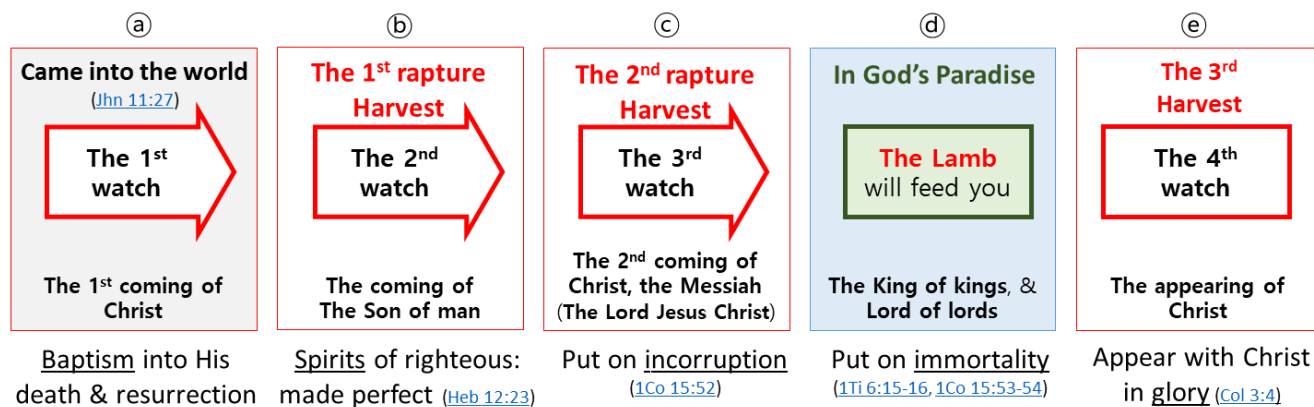 ⓐ
Came into the world
(Jhn 11:27)
The 1st
watch
The 1st coming of
Christ
Baptism into His
death & resurrection
ⓑ
The 1st rapture
Harvest
The 2nd
watch
The coming of
The Son of man
Spirits of righteous:
made perfect (Heb 12:23)
ⓒ
The 2nd rapture
Harvest
The 3rd
watch
The 2nd coming of
Christ, the Messiah
(The Lord Jesus Christ)
Put on incorruption
(1Co 15:52)
ⓓ
In God's Paradise
The Lamb
will feed you
The King of kings, &
Lord of lords
Put on immortality
(1Ti 6:15-16, 1Co 15:53-54)
ⓔ
The 3rd
Harvest
The 4th
watch
The appearing of
Christ
Appear with Christ
in glory (Col 3:4)